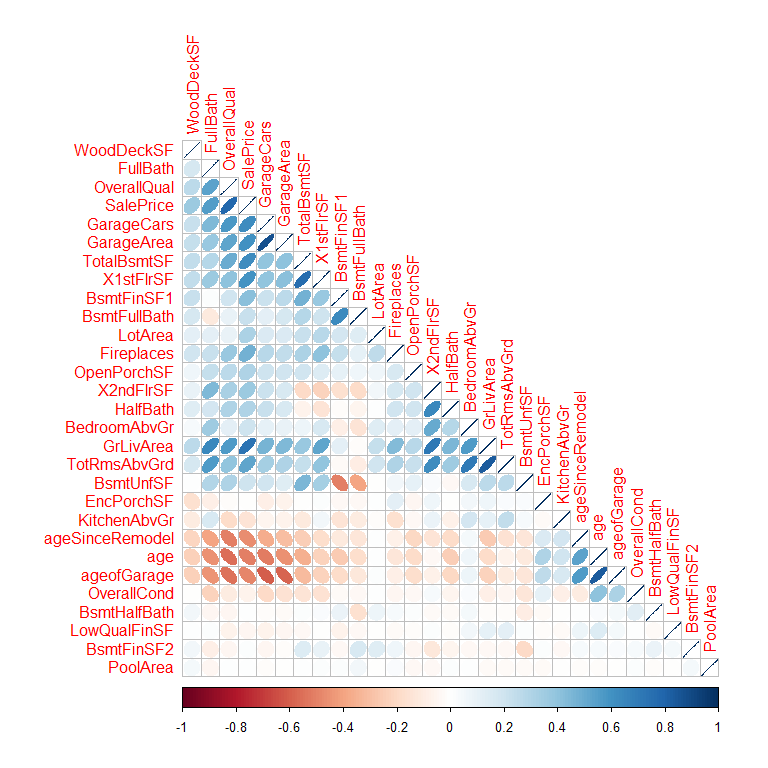 WoodDeckSF
FullBath
OverallQual
SalePrice
GarageCars
GarageArea
TotalBsmtSF
X1stFlrSF
BsmtFinSF1
BsmtFullBath
LotArea
Fireplaces
OpenPorchSF
X2ndFlrSF
HalfBath
BedroomAbvGr
GrLivArea
TotRmsAbvGrd
BsmtUnfSF
EncPorchSF
KitchenAbvGr
ageSinceRemodel
age
ageofGarage
OverallCond
BsmtHalfBath
LowQualFinSF
BsmtFinSF2
PoolArea
WoodDeckSF
FullBath
OverallQual
SalePrice
GarageCars
GarageArea
TotalBsmtSF
X1stFlrSF
BsmtFinSF1
BsmtFullBath
LotArea
Fireplaces
OpenPorchSF
X2ndFlrSF
HalfBath
BedroomAbvGr
GrLivArea
TotRmsAbvGrd
BsmtUnfSF
EncPorchSF
KitchenAbvGr
ageSinceRemodel
age
ageofGarage
OverallCond
BsmtHalfBath
LowQualFinSF
BsmtFinSF2
PoolArea
-1 -0.8 -0.6 -0.4 -0.2 0 0.2 0.4 0.6 0.8 1